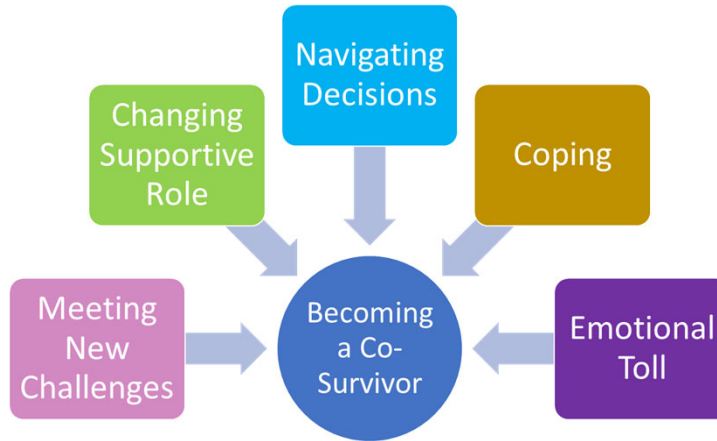 Navigating
Decisions
Changing
Supportive
Role
Coping
Meeting
New
Challenges
Becoming
a Co-
Survivor
Emotional
Toll